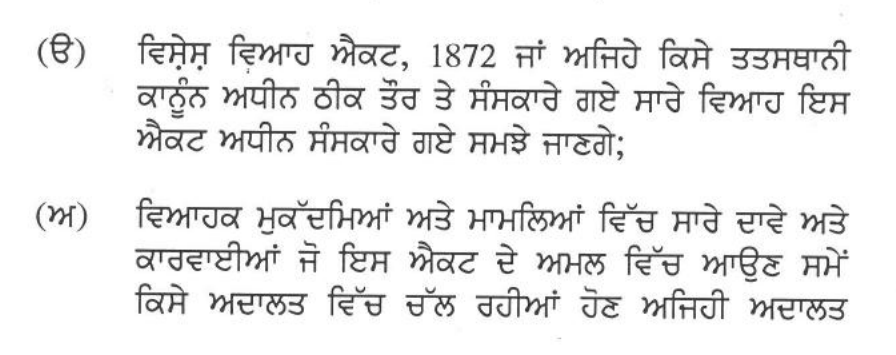 (ੳ) ਵਿਸ਼ੇਸ਼ ਵਿਆਹ ਐਕਟ, 1872 ਜਾਂ ਅਜਿਹੇ ਕਿਸੇ ਤਤਸਥਾਨੀ
ਕਾਨੂੰਨ ਅਧੀਨ ਠੀਕ ਤੌਰ ਤੇ ਸੰਸਕਾਰੇ ਗਏ ਸਾਰੇ ਵਿਆਹ ਇਸ
ਐਕਟ ਅਧੀਨ ਸੰਸਕਾਰੇ ਗਏ ਸਮਝੇ ਜਾਣਗੇ;
(ਅ) ਵਿਆਹਕ ਮੁਕੱਦਮਿਆਂ ਅਤੇ ਮਾਮਲਿਆਂ ਵਿੱਚ ਸਾਰੇ ਦਾਵੇ ਅਤੇ
ਕਾਰਵਾਈਆਂ ਜੋ ਇਸ ਐਕਟ ਦੇ ਅਮਲ ਵਿੱਚ ਆਉਣ ਸਮੇਂ
ਕਿਸੇ ਅਦਾਲਤ ਵਿੱਚ ਚੱਲ ਰਹੀਆਂ ਹੋਣ ਅਜਿਹੀ ਅਦਾਲਤ